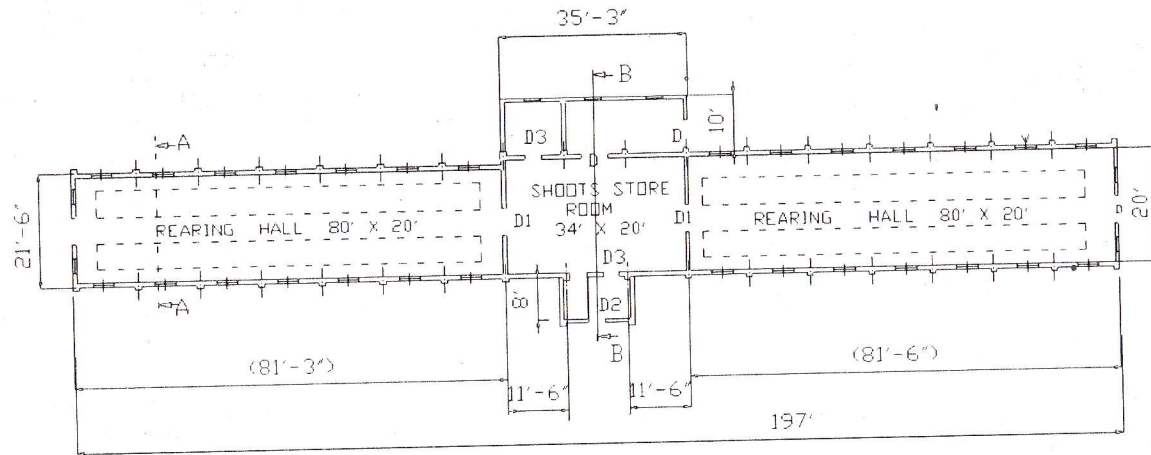 35'-3"
B
A
D3
D
10'
SHOOTS STORE
ROOM
34' X 20'
21'-6"
REARING HALL 80' X 20'
D1
D1
REARING HALL 80' X 20'
20'
D
D3
8'
D2
A
B
(81'-3")
11'-6"
11'-6"
(81'-6")
197'